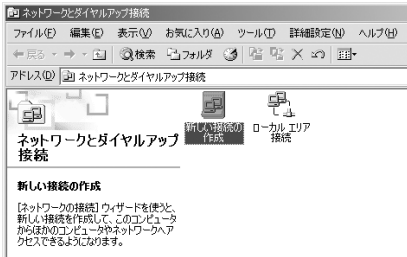 ネットワークとダイヤルアップ接続
ファイル(F) 編集(E) 表示(V) お気に入り(A) ツール(T) 詳細設定(N) ヘルプ(H)
戻る 検索 フォルダ
アドレス(D) ネットワークとダイヤルアップ接続
ネットワークとダイヤルアップ
接続
新しい接続の作成
[ネットワークの接続] ウィザードを使うと、
新しい接続を作成して、このコンピュータ
からほかのコンピュータやネットワークへア
クセスできるようになります。
新しい接続の
作成
ローカル エリア
接続